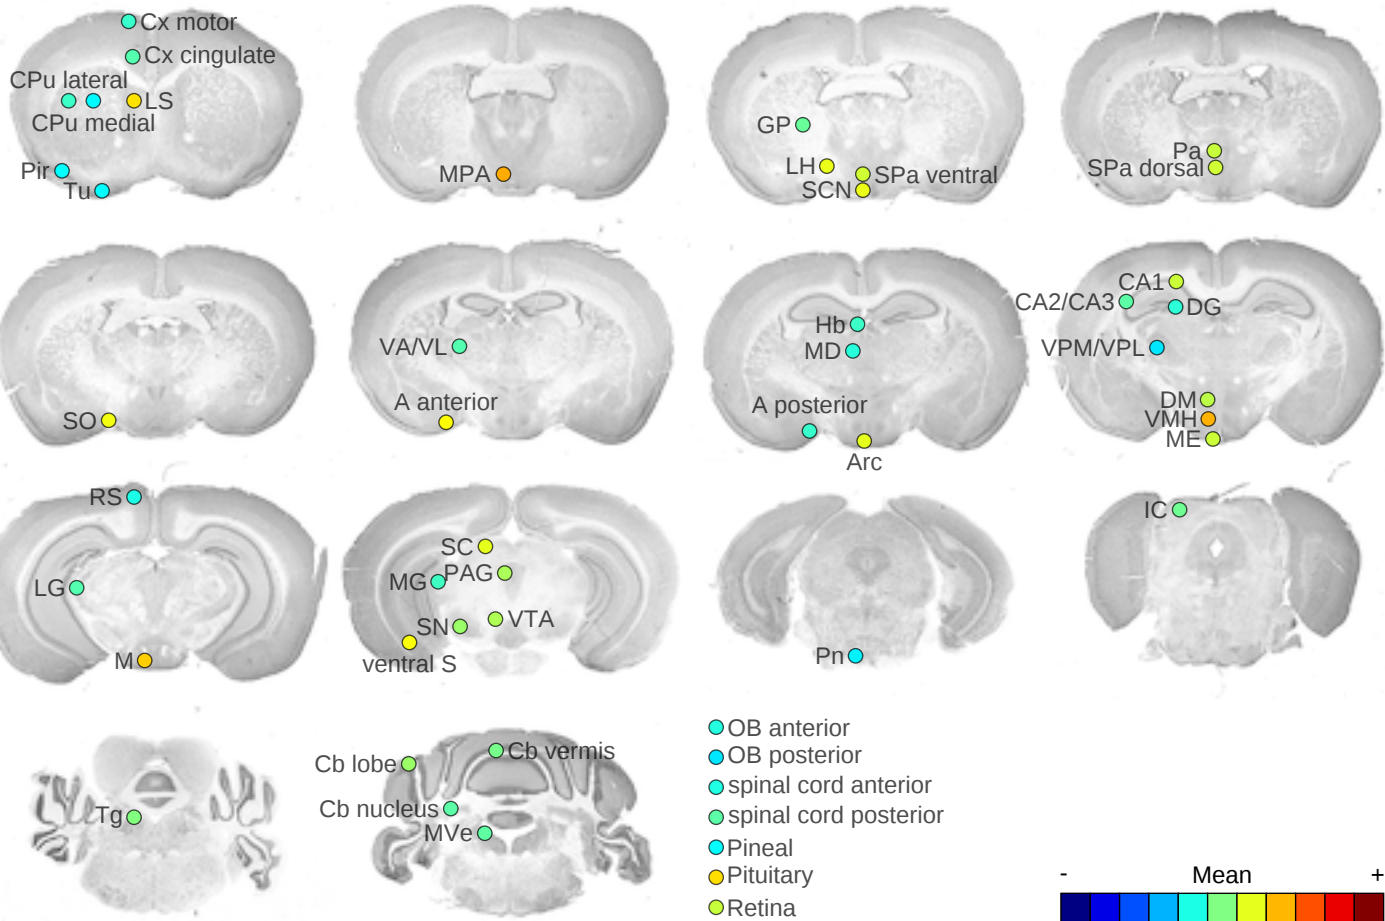 Cx motor
Cx cingulate
CPu lateral
LS
CPu medial
Pir
Tu
MPA
GP
LH
SPa ventral
SCN
Pa
SPa dorsal
SO
VA/VL
A anterior
Hb
MD
A posterior
Arc
CA1
CA2/CA3
DG
VPM/VPL
DM
VMH
ME
RS
LG
M
SC
PAG
MG
VTA
SN
ventral S
Pn
IC
Tg
Cb vermis
Cb lobe
Cb nucleus
MVe
OB anterior
OB posterior
spinal cord anterior
spinal cord posterior
Pineal
Pituitary
Retina
- Mean +